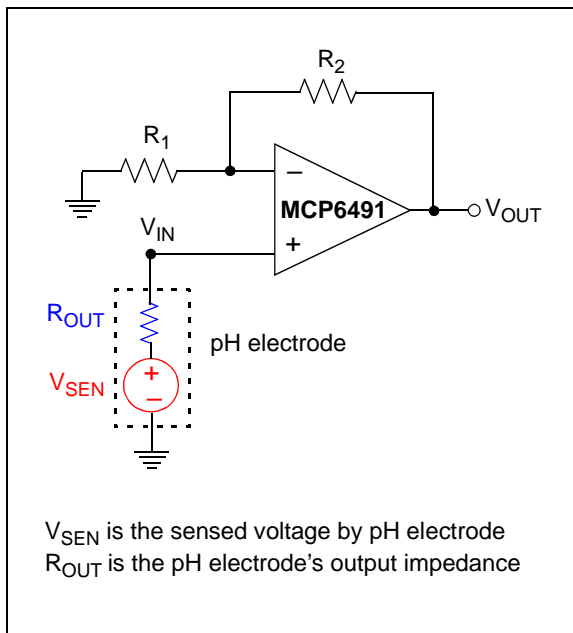 R2
R1
−
MCP6491
VOUT
VIN
+
ROUT
pH electrode
VSEN
+
−
VSEN is the sensed voltage by pH electrode
ROUT is the pH electrode's output impedance